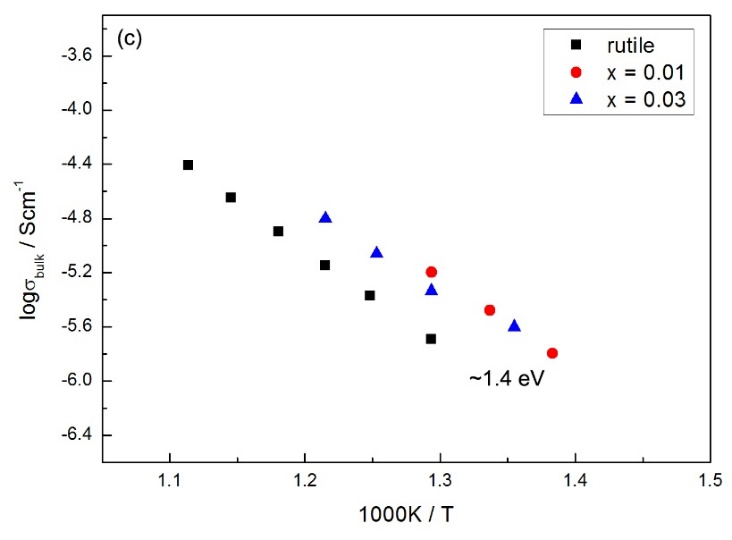 (c)
rutile
x = 0.01
x = 0.03
-3.6
-4.0
-4.4
-4.8
-5.2
-5.6
-6.0
-6.4
logσbulk / Scm-1
~1.4 eV
1.1
1.2
1.3
1.4
1.5
1000K / T